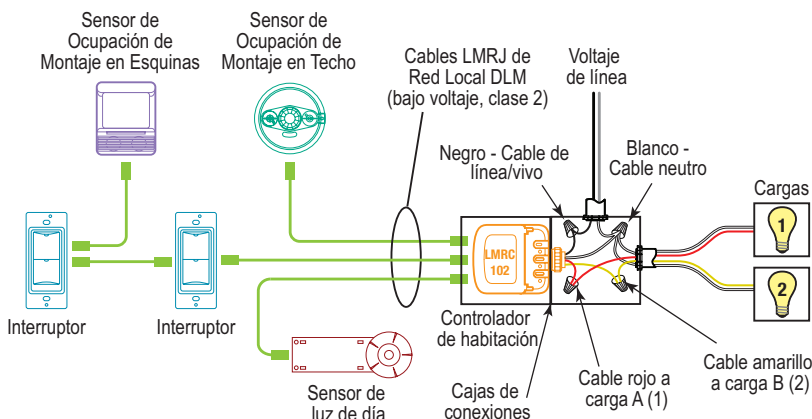 Sensor de
Ocupación de
Montaje en Esquinas
Sensor de
Ocupación de
Montaje en Techo
Cables LMRJ de
Red Local DLM
(bajo voltaje, clase 2)
Voltaje
de línea
Negro - Cable de
línea/vivo
Blanco -
Cable neutro
Cargas
1
2
LMRC
102
Interruptor
Interruptor
Controlador
de habitación
Sensor de
luz de día
Cajas de
conexiones
Cable rojo a
carga A (1)
Cable amarillo
a carga B (2)